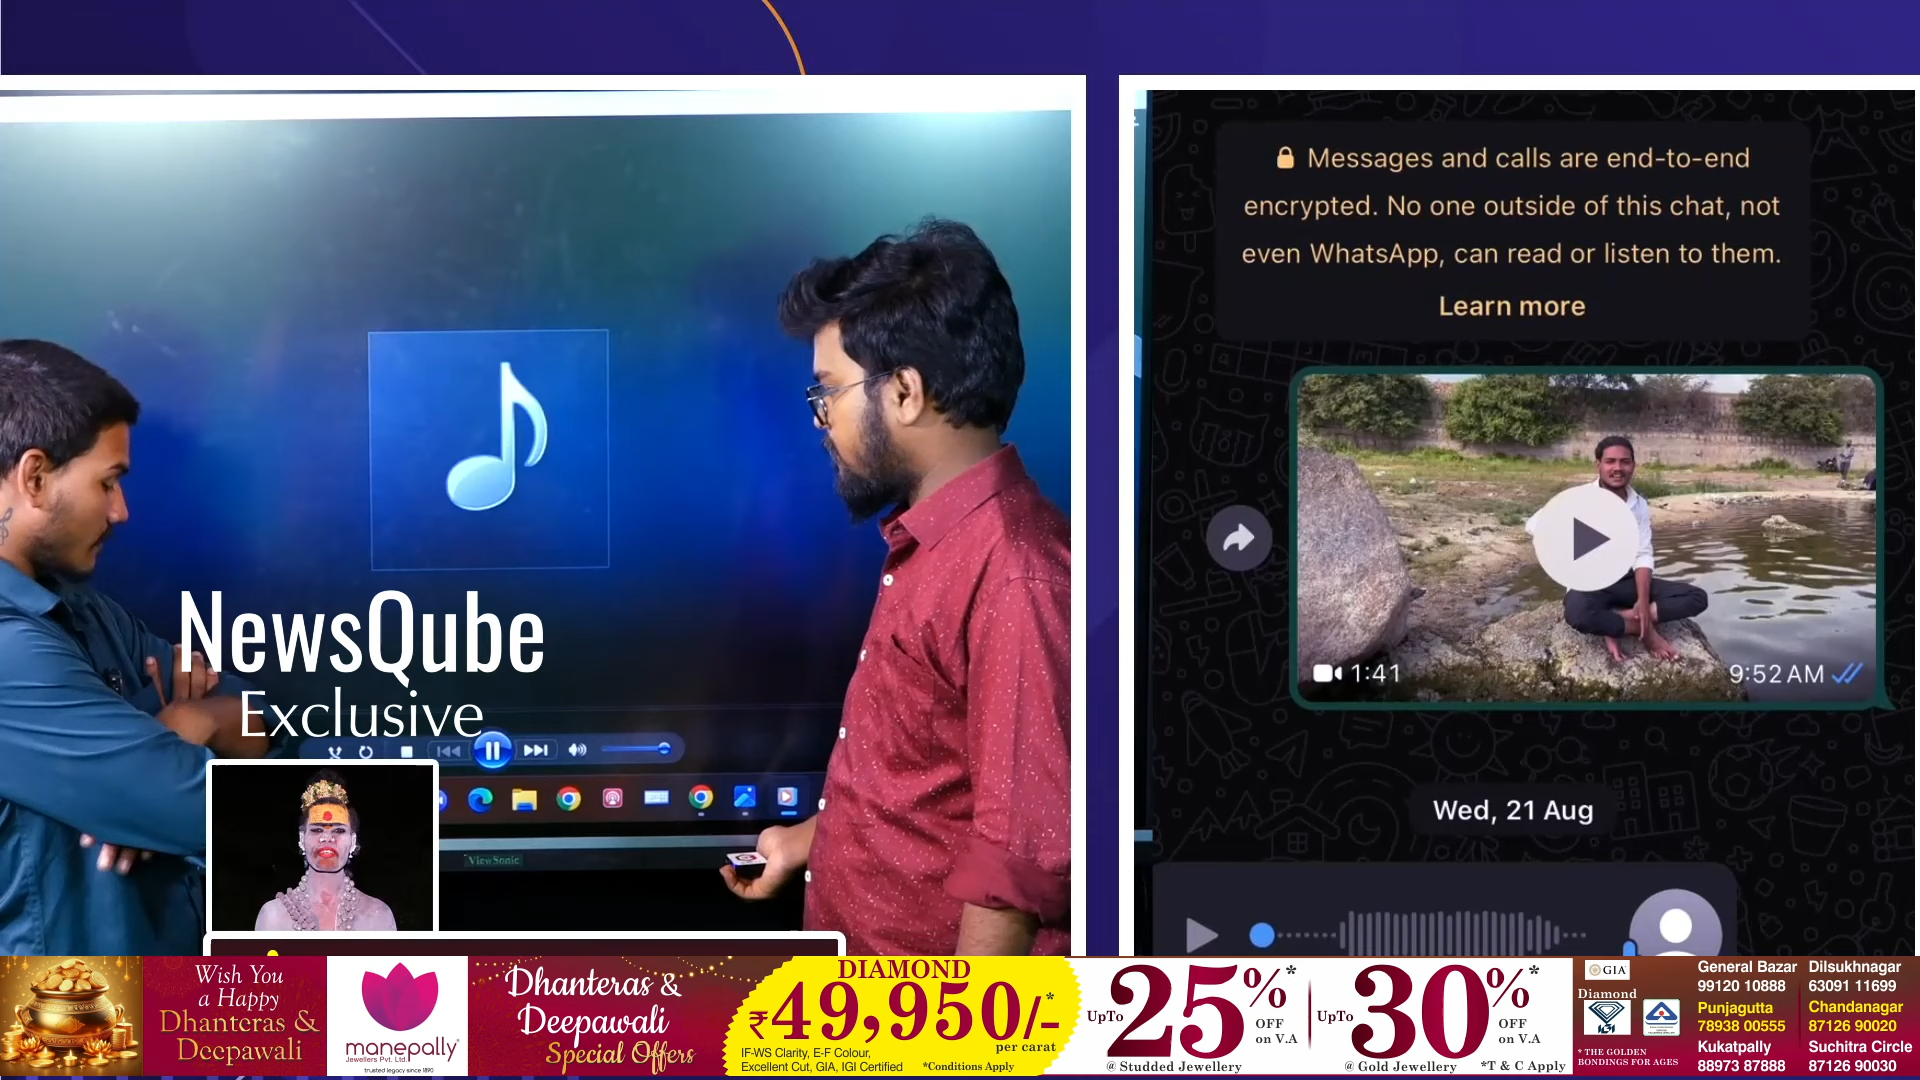 Messages and calls are end-to-end
encrypted. No one outside of this chat, not
even WhatsApp, can read or listen to them.
Learn more
1:41
9:52 AM
Wed, 21 Aug
NewsQube
Exclusive
ViewSonic
Wish You
a Happy
Dhanteras &
Deepawali
manepally
Jewellers Pvt. Ltd
trusted legacy since 1890
Dhanteras &
Deepawali
Special Offers
DIAMOND
₹49,950/-*
per carat
IF-WS Clarity, E-F Colour,
Excellent Cut, GIA, IGI Certified
*Conditions Apply
UpTo 25%*
OFF
on V.A
@ Studded Jewellery
UpTo 30%*
OFF
on V.A
@ Gold Jewellery
*T & C Apply
GIA
Diamond
IGI
* THE GOLDEN
BONDINGS FOR AGES
General Bazar
99120 10888
Punjagutta
78938 00555
Kukatpally
88973 87888
Dilsukhnagar
63091 11699
Chandanagar
87126 90020
Suchitra Circle
87126 90030